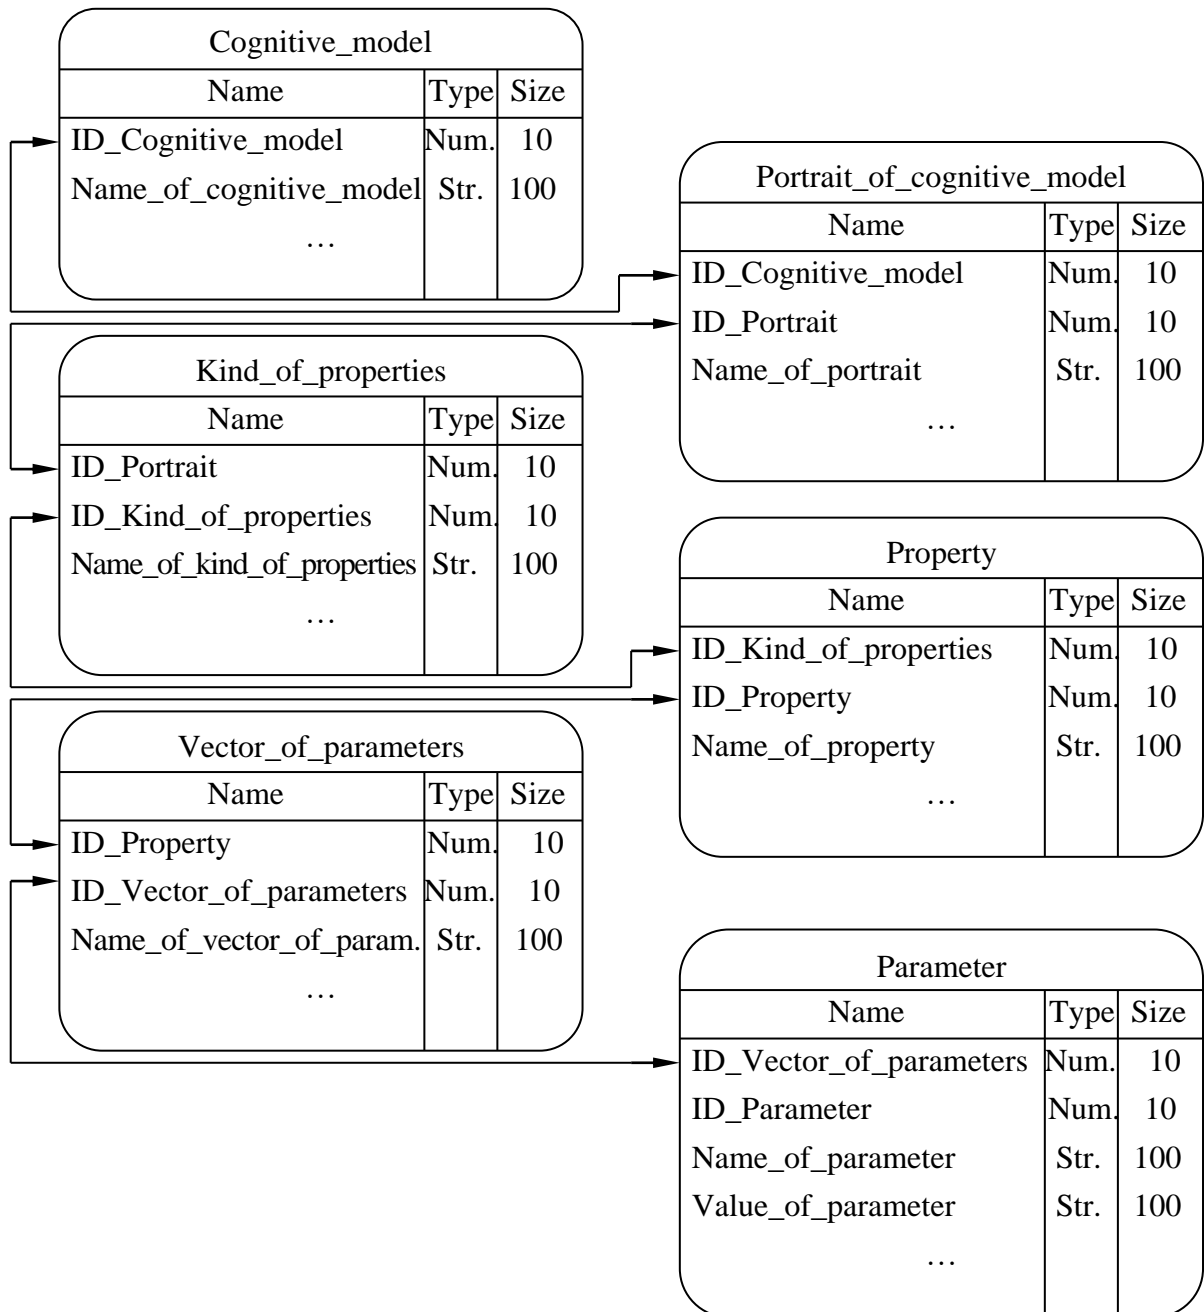 Cognitive_model
Name Type Size
ID_Cognitive_model Num. 10
Name_of_cognitive_model Str. 100
…
Portrait_of_cognitive_model
Name Type Size
ID_Cognitive_model Num. 10
ID_Portrait Num. 10
Name_of_portrait Str. 100
…
Kind_of_properties
Name Type Size
ID_Portrait Num. 10
ID_Kind_of_properties Num. 10
Name_of_kind_of_properties Str. 100
…
Property
Name Type Size
ID_Kind_of_properties Num. 10
ID_Property Num. 10
Name_of_property Str. 100
…
Vector_of_parameters
Name Type Size
ID_Property Num. 10
ID_Vector_of_parameters Num. 10
Name_of_vector_of_param. Str. 100
…
Parameter
Name Type Size
ID_Vector_of_parameters Num. 10
ID_Parameter Num. 10
Name_of_parameter Str. 100
Value_of_parameter Str. 100
…